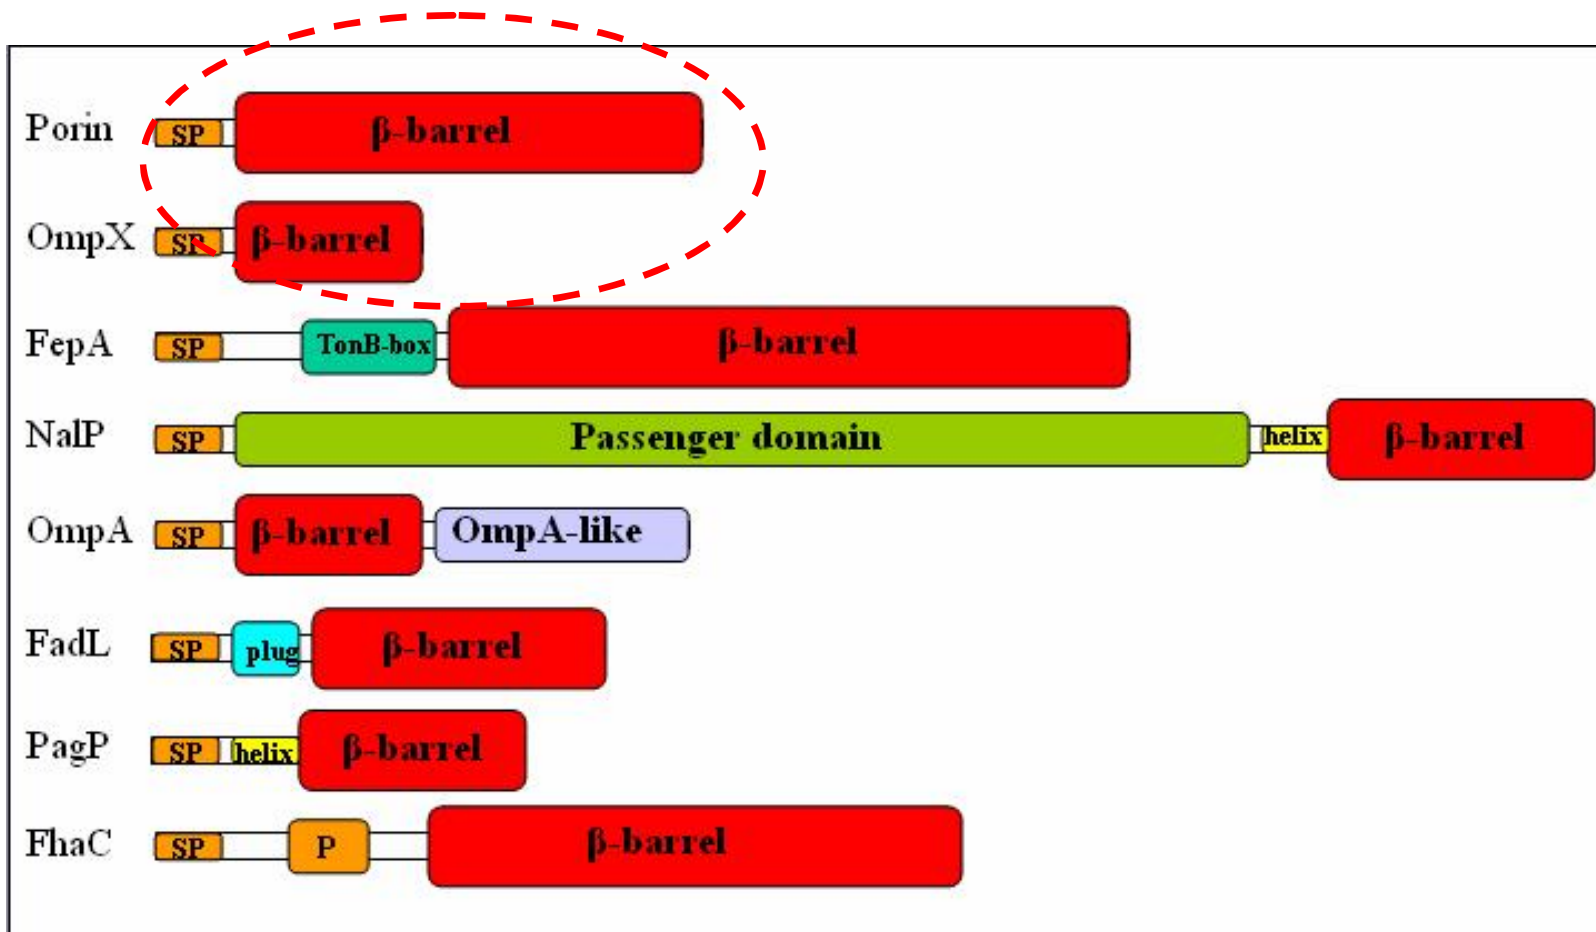 Porin SP β-barrel
OmpX SP β-barrel
FepA SP TonB-box β-barrel
NalP SP Passenger domain helix β-barrel
OmpA SP β-barrel OmpA-like
FadL SP plug β-barrel
PagP SP helix β-barrel
FhaC SP P β-barrel